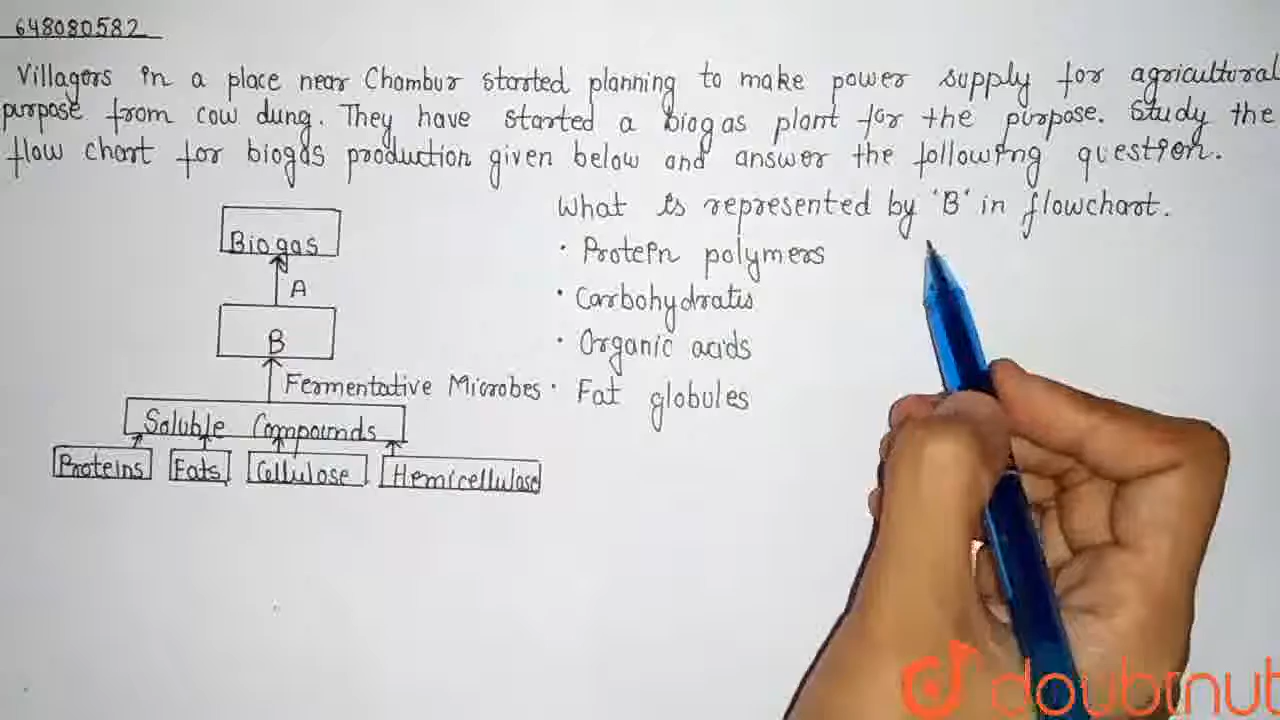 648080582
Villagers in a place near Chambur started planning to make power supply for agricultural
purpose from cow dung. They have started a biogas plant for the purpose. Study the
flow chart for biogas production given below and answer the following question.
What is represented by 'B' in flowchart.
Biogas
• Protein polymers
A
• Carbohydratis
B
• Organic acids
Fermentative Microbes
• Fat globules
Soluble Compounds
Proteins Fats Cellulose Hemicellulose
doubtnut